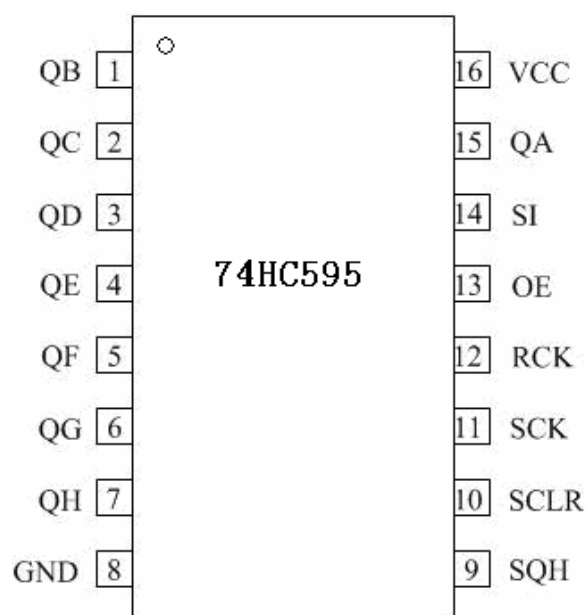 QB 1 16 VCC
QC 2 15 QA
QD 3 14 SI
74HC595
QE 4 13 OE
QF 5 12 RCK
QG 6 11 SCK
QH 7 10 SCLR
GND 8 9 SQH